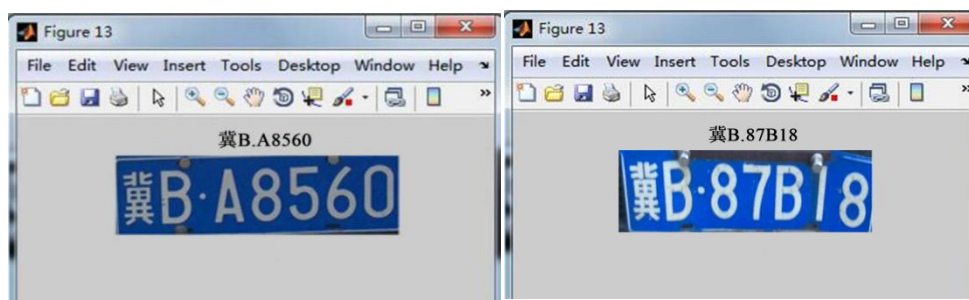 Figure 13
File Edit View Insert Tools Desktop Window Help
冀B.A8560
冀B·A8560
Figure 13
File Edit View Insert Tools Desktop Window Help
冀B.87B18
冀B·87B18